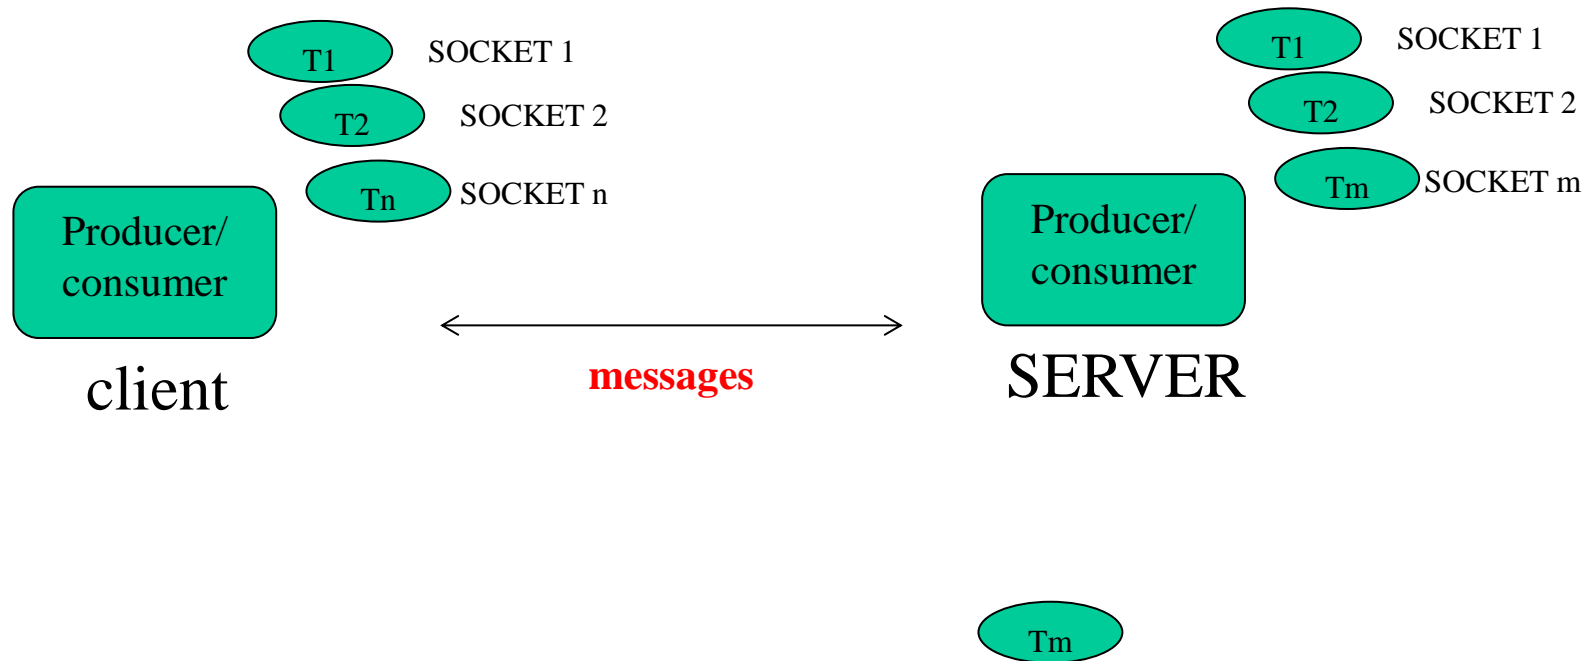 T1 SOCKET 1
T2 SOCKET 2
Tn SOCKET n
Producer/
consumer
client
messages
T1 SOCKET 1
T2 SOCKET 2
Tm SOCKET m
Producer/
consumer
SERVER
Tm